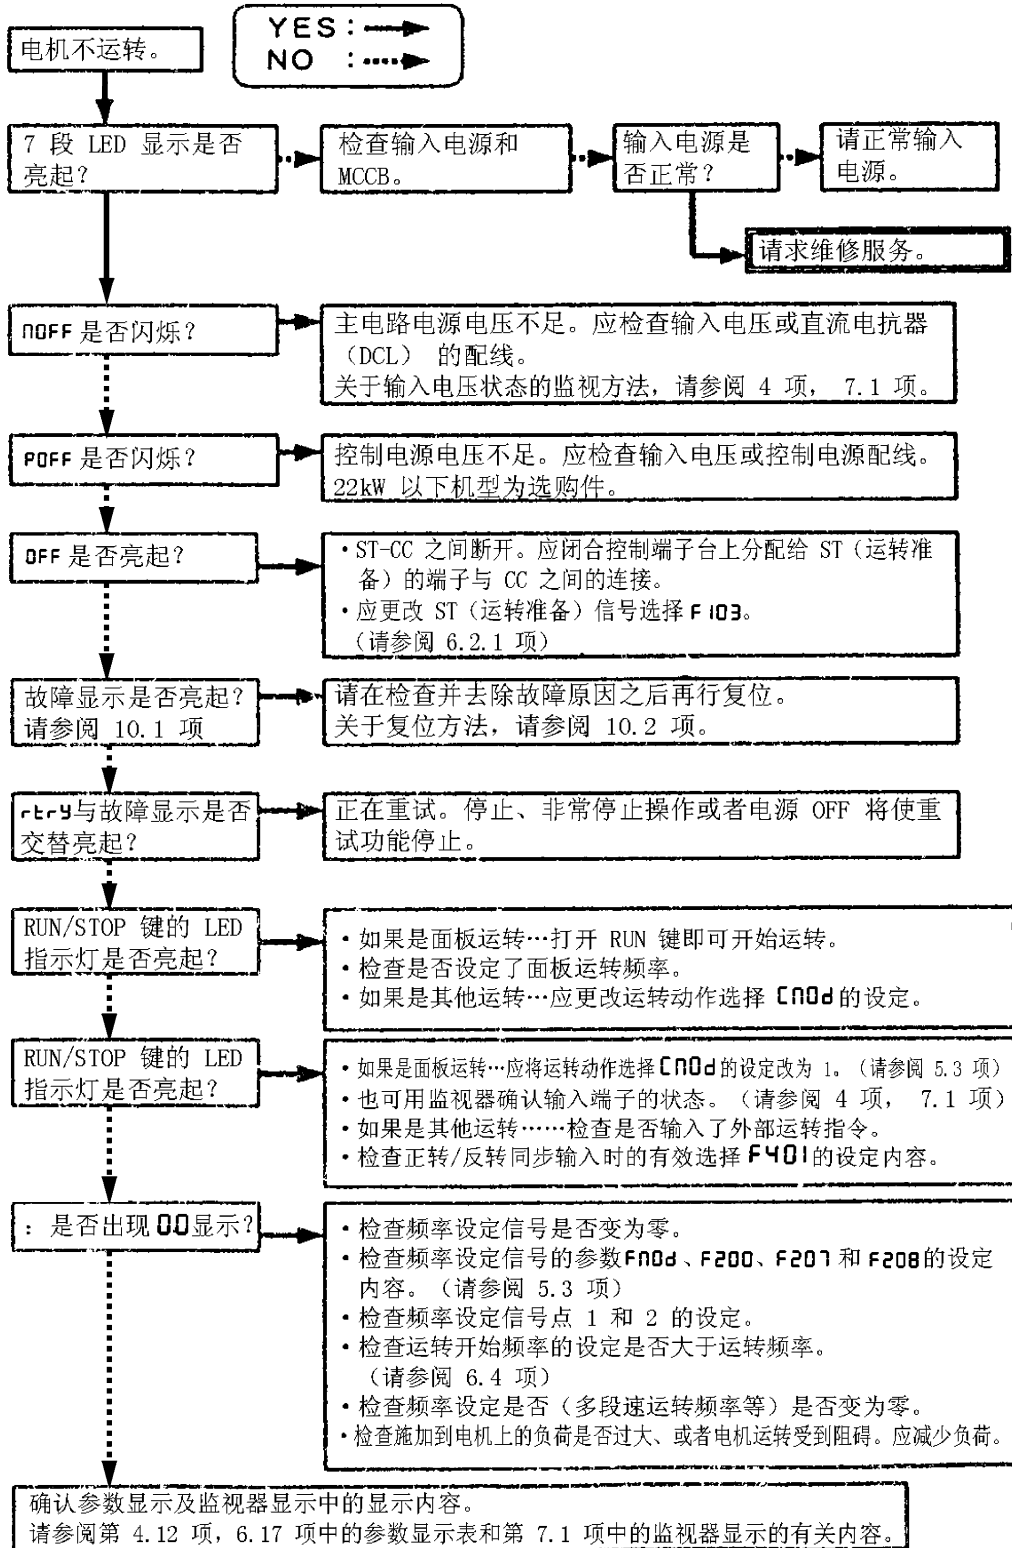 YES：
NO ：
电机不运转。
7 段 LED 显示是否
亮起？
检查输入电源和
MCCB。
输入电源是
否正常？
请正常输入
电源。
请求维修服务。
nOFF 是否闪烁？
主电路电源电压不足。应检查输入电压或直流电抗器
（DCL） 的配线。
关于输入电压状态的监视方法，请参阅 4 项， 7.1 项。
POFF 是否闪烁？
控制电源电压不足。应检查输入电压或控制电源配线。
22kW 以下机型为选购件。
OFF 是否亮起？
·ST-CC 之间断开。应闭合控制端子台上分配给 ST（运转准
备）的端子与 CC 之间的连接。
·应更改 ST（运转准备）信号选择 F103。
（请参阅 6.2.1 项）
故障显示是否亮起？
请参阅 10.1 项
请在检查并去除故障原因之后再行复位。
关于复位方法，请参阅 10.2 项。
rtry与故障显示是否
交替亮起？
正在重试。停止、非常停止操作或者电源 OFF 将使重
试功能停止。
RUN/STOP 键的 LED
指示灯是否亮起？
·如果是面板运转…打开 RUN 键即可开始运转。
·检查是否设定了面板运转频率。
·如果是其他运转…应更改运转动作选择 CnOd的设定。
RUN/STOP 键的 LED
指示灯是否亮起？
·如果是面板运转…应将运转动作选择CnOd的设定改为 1。（请参阅 5.3 项）
·也可用监视器确认输入端子的状态。（请参阅 4 项， 7.1 项）
·如果是其他运转……检查是否输入了外部运转指令。
·检查正转/反转同步输入时的有效选择 F401的设定内容。
：是否出现 0.0显示？
·检查频率设定信号是否变为零。
·检查频率设定信号的参数FnOd、F200、F207 和 F208的设定
内容。（请参阅 5.3 项）
·检查频率设定信号点 1 和 2 的设定。
·检查运转开始频率的设定是否大于运转频率。
（请参阅 6.4 项）
·检查频率设定是否（多段速运转频率等）是否变为零。
·检查施加到电机上的负荷是否过大、或者电机运转受到阻碍。应减少负荷。
确认参数显示及监视器显示中的显示内容。
请参阅第 4.12 项，6.17 项中的参数显示表和第 7.1 项中的监视器显示的有关内容。